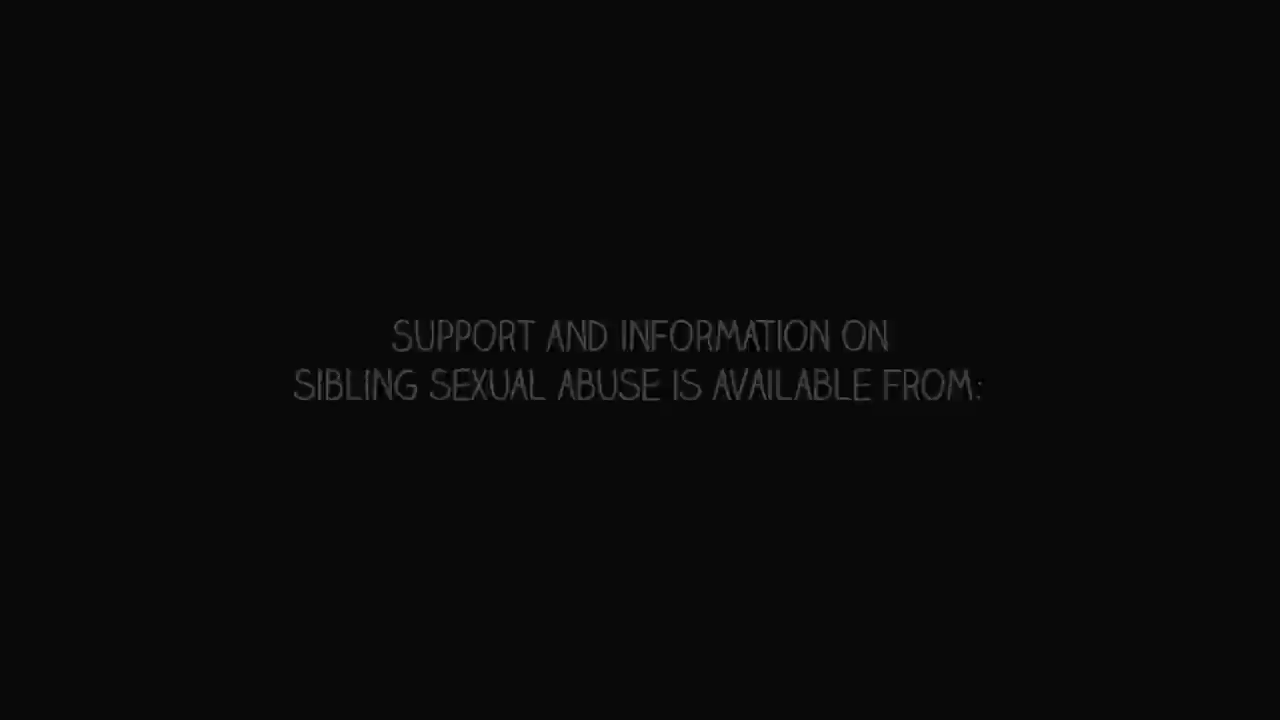 SUPPORT AND INFORMATION ON
SIBLING SEXUAL ABUSE IS AVAILABLE FROM: